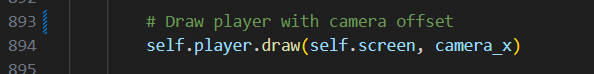 893 # Draw player with camera offset
894 self.player.draw(self.screen, camera_x)
895